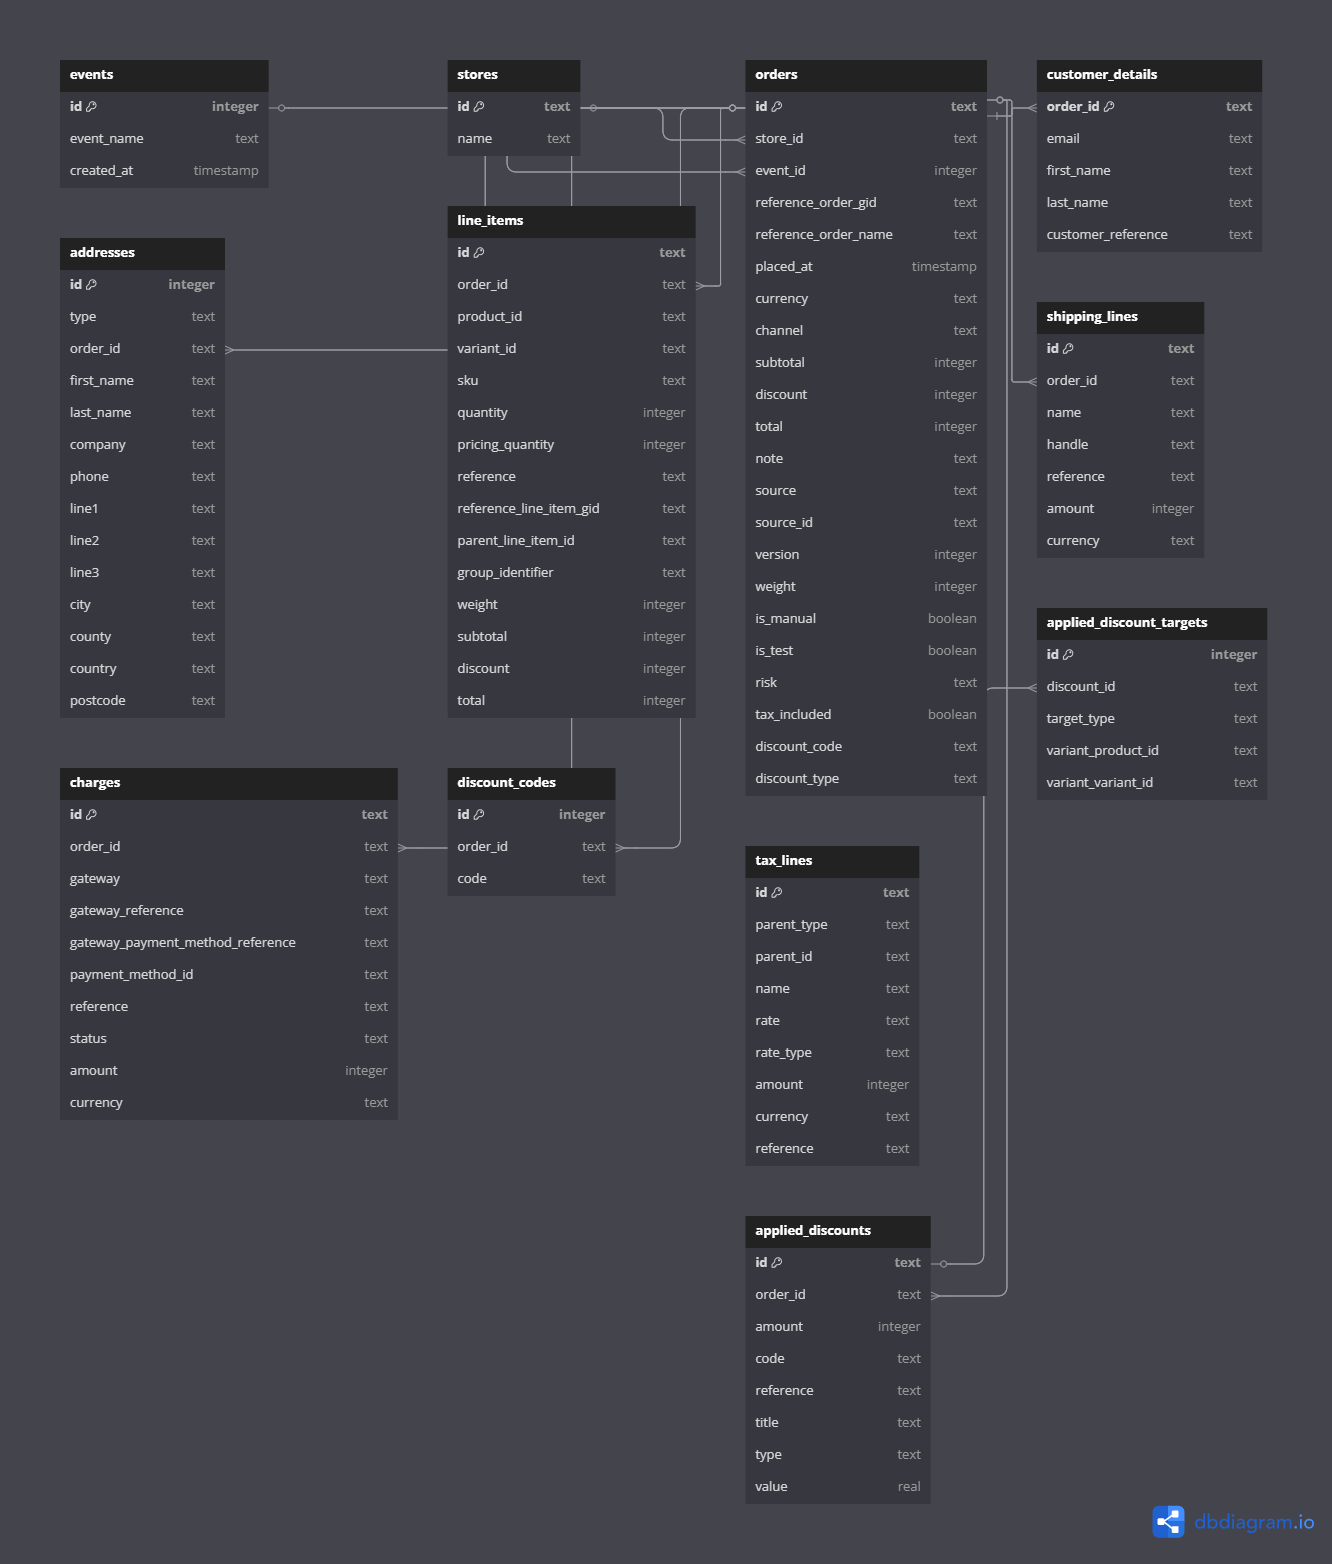 events
id integer
event_name text
created_at timestamp
stores
id text
name text
orders
id text
store_id text
event_id integer
reference_order_gid text
reference_order_name text
placed_at timestamp
currency text
channel text
subtotal integer
discount integer
total integer
note text
source text
source_id text
version integer
weight integer
is_manual boolean
is_test boolean
risk text
tax_included boolean
discount_code text
discount_type text
customer_details
order_id text
email text
first_name text
last_name text
customer_reference text
addresses
id integer
type text
order_id text
first_name text
last_name text
company text
phone text
line1 text
line2 text
line3 text
city text
county text
country text
postcode text
line_items
id text
order_id text
product_id text
variant_id text
sku text
quantity integer
pricing_quantity integer
reference text
reference_line_item_gid text
parent_line_item_id text
group_identifier text
weight integer
subtotal integer
discount integer
total integer
shipping_lines
id text
order_id text
name text
handle text
reference text
amount integer
currency text
applied_discount_targets
id integer
discount_id text
target_type text
variant_product_id text
variant_variant_id text
charges
id text
order_id text
gateway text
gateway_reference text
gateway_payment_method_reference text
payment_method_id text
reference text
status text
amount integer
currency text
discount_codes
id integer
order_id text
code text
tax_lines
id text
parent_type text
parent_id text
name text
rate text
rate_type text
amount integer
currency text
reference text
applied_discounts
id text
order_id text
amount integer
code text
reference text
title text
type text
value real
dbdiagram.io